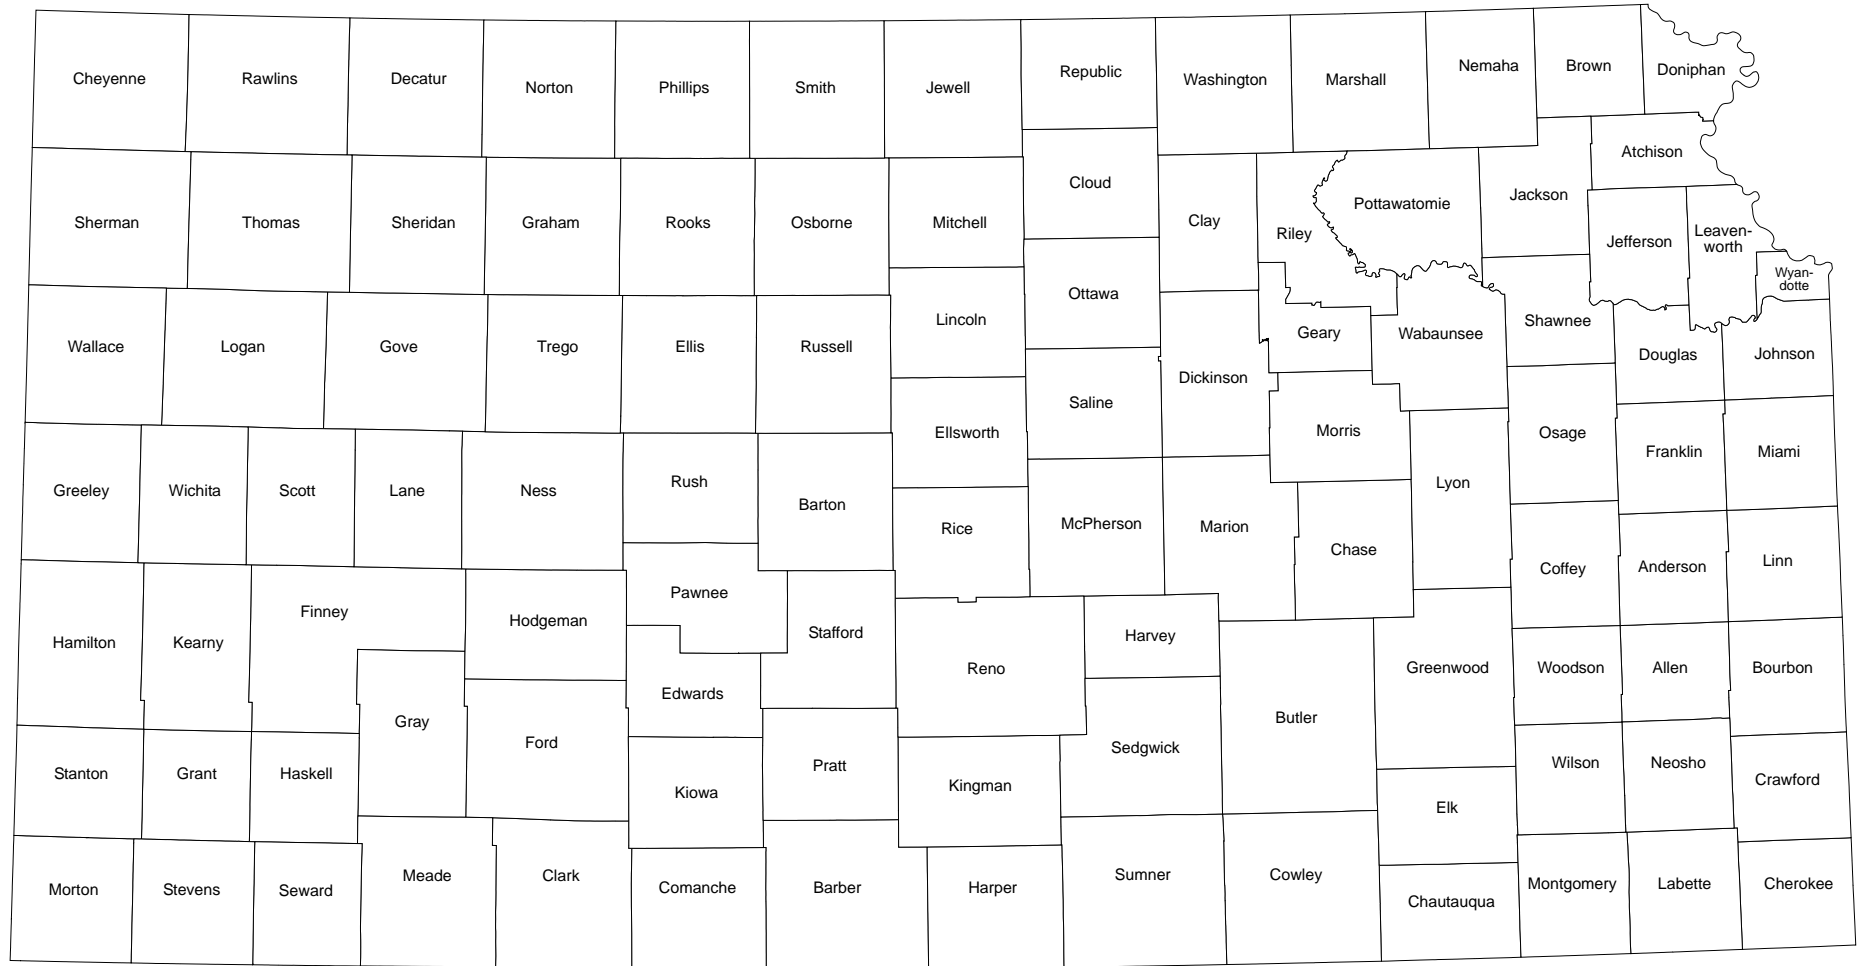 Cheyenne
Rawlins
Decatur
Norton
Phillips
Smith
Jewell
Republic
Washington
Marshall
Nemaha
Brown
Doniphan
Sherman
Thomas
Sheridan
Graham
Rooks
Osborne
Mitchell
Cloud
Clay
Riley
Pottawatomie
Jackson
Atchison
Jefferson
Leaven-
worth
Wyan-
dotte
Wallace
Logan
Gove
Trego
Ellis
Russell
Lincoln
Ottawa
Dickinson
Geary
Wabaunsee
Shawnee
Douglas
Johnson
Greeley
Wichita
Scott
Lane
Ness
Rush
Barton
Ellsworth
Saline
Morris
Lyon
Osage
Franklin
Miami
Rice
McPherson
Marion
Chase
Coffey
Anderson
Linn
Hamilton
Kearny
Finney
Hodgeman
Pawnee
Stafford
Edwards
Reno
Harvey
Butler
Greenwood
Woodson
Allen
Bourbon
Stanton
Grant
Haskell
Gray
Ford
Kiowa
Pratt
Kingman
Sedgwick
Elk
Wilson
Neosho
Crawford
Morton
Stevens
Seward
Meade
Clark
Comanche
Barber
Harper
Sumner
Cowley
Chautauqua
Montgomery
Labette
Cherokee